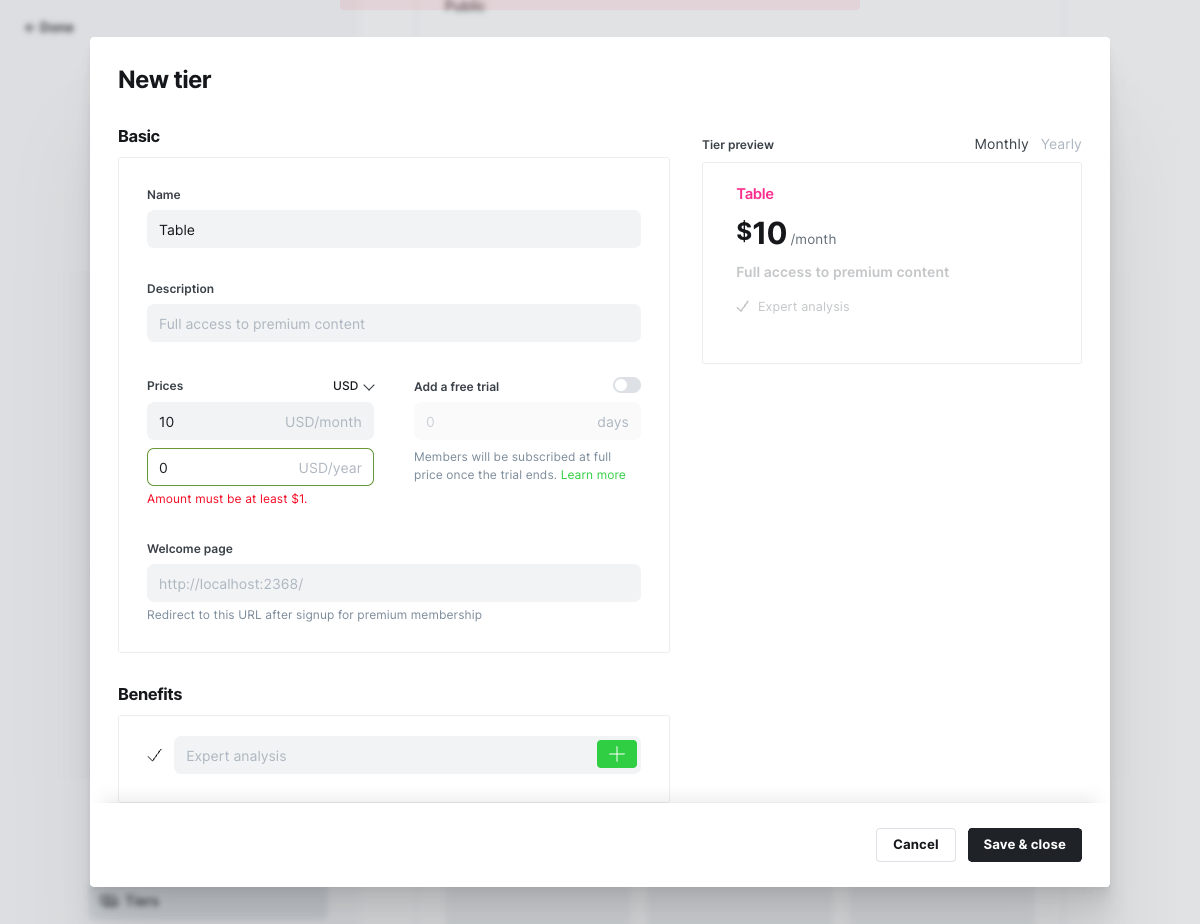 Public
← Done
New tier
Basic
Name
Table
Description
Full access to premium content
Prices
USD
10
USD/month
0
USD/year
Amount must be at least $1.
Add a free trial
0
days
Members will be subscribed at full
price once the trial ends. Learn more
Welcome page
http://localhost:2368/
Redirect to this URL after signup for premium membership
Benefits
Expert analysis
Tier preview
Monthly
Yearly
Table
$10 /month
Full access to premium content
Expert analysis
Cancel
Save & close
Tiers